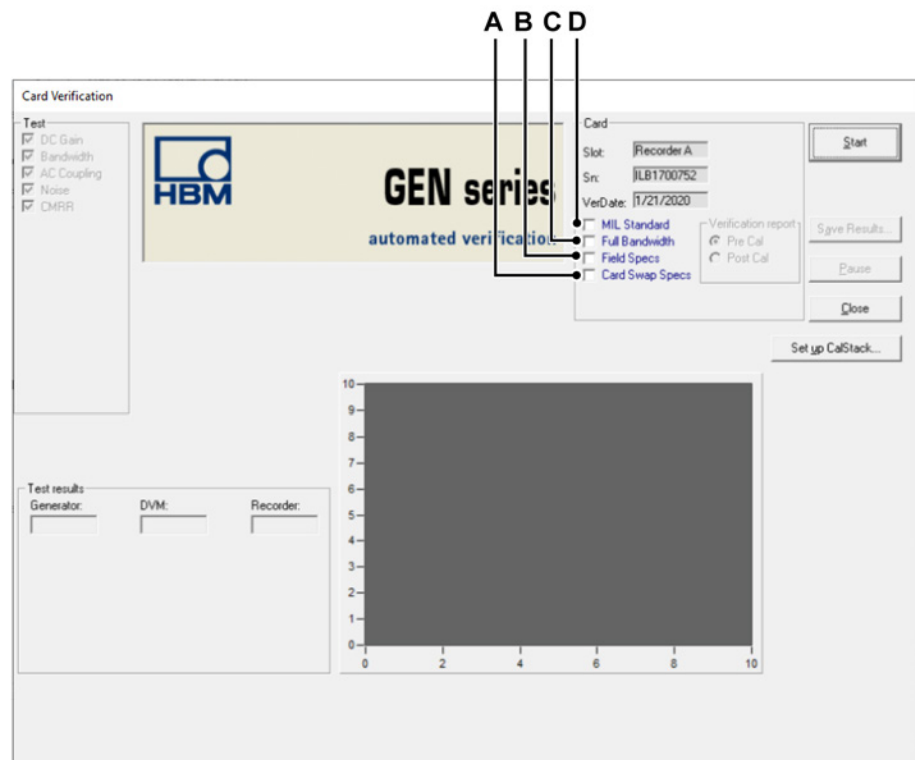 A B C D
Card Verification
Test
DC Gain
Bandwidth
AC Coupling
Noise
CMRR
HBM
GEN series
automated verification
Card
Slot: Recorder A
Sn: ILB1700752
VerDate: 1/21/2020
MIL Standard
Full Bandwidth
Field Specs
Card Swap Specs
Verification report
Pre Cal
Post Cal
Start
Save Results...
Pause
Close
Set up CalStack...
Test results
Generator: DVM: Recorder:
10
9
8
7
6
5
4
3
2
1
0
0 2 4 6 8 10